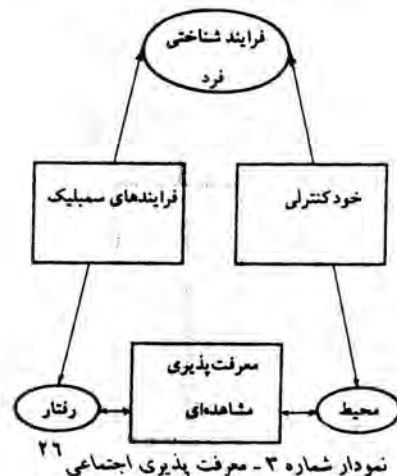 فرایند شناختی
فرد
خودکنترلی
فرایندهای سمبلیک
معرفت‌پذیری
مشاهده‌ای
محیط
رفتار
نمودار شماره ۳ - معرفت پذیری اجتماعی ۲۶